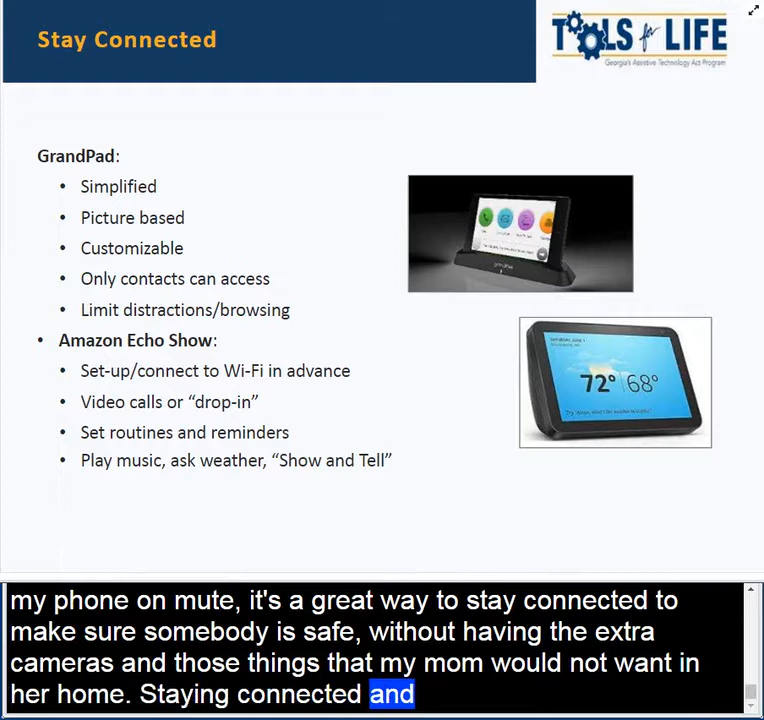 Stay Connected
TOOLS for LIFE
Georgia's Assistive Technology Act Program
GrandPad:
• Simplified
• Picture based
• Customizable
• Only contacts can access
• Limit distractions/browsing
• Amazon Echo Show:
• Set-up/connect to Wi-Fi in advance
• Video calls or “drop-in”
• Set routines and reminders
• Play music, ask weather, “Show and Tell”
72° 68°
my phone on mute, it's a great way to stay connected to
make sure somebody is safe, without having the extra
cameras and those things that my mom would not want in
her home. Staying connected and